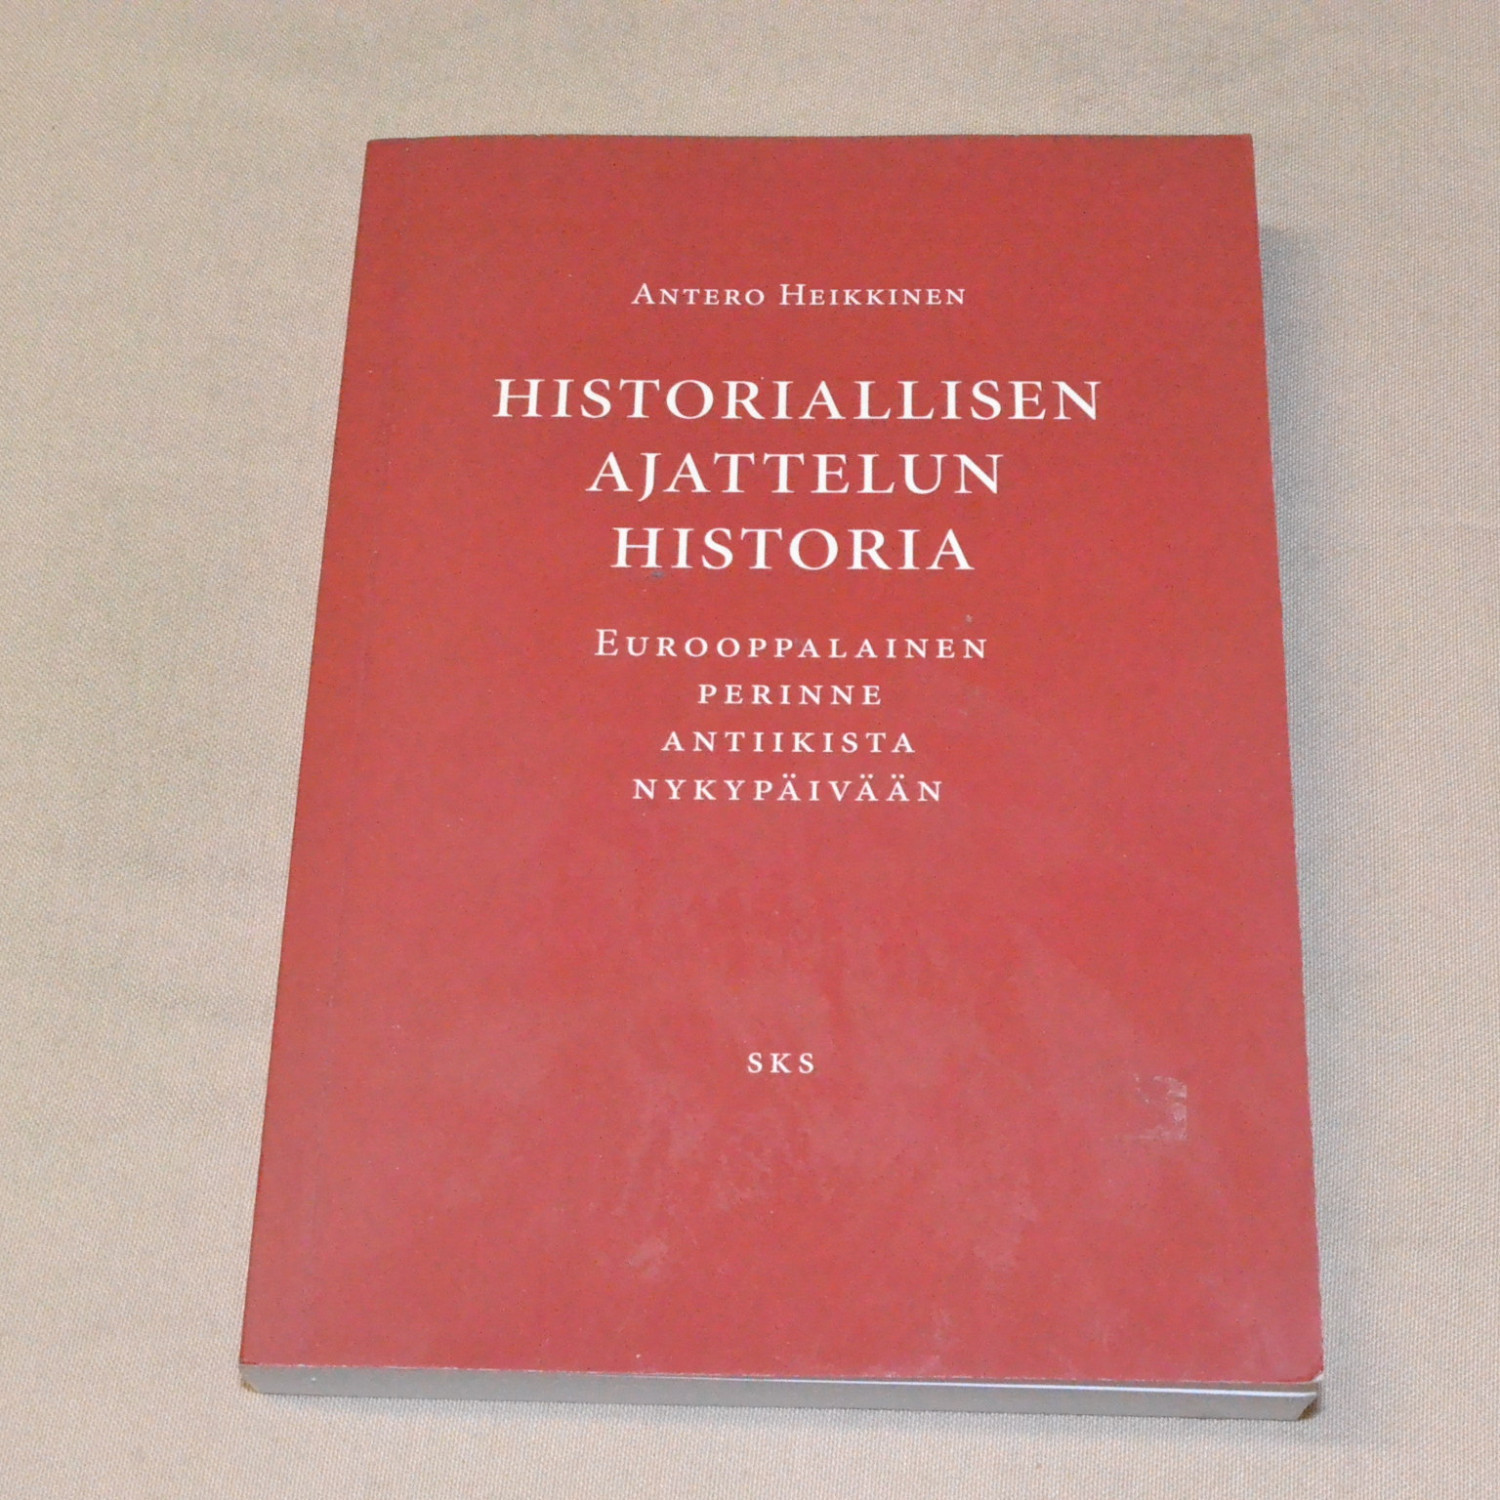 Antero Heikkinen
HISTORIALLISEN
AJATTELUN
HISTORIA
Eurooppalainen
perinne
antiikista
nykypäivään
SKS